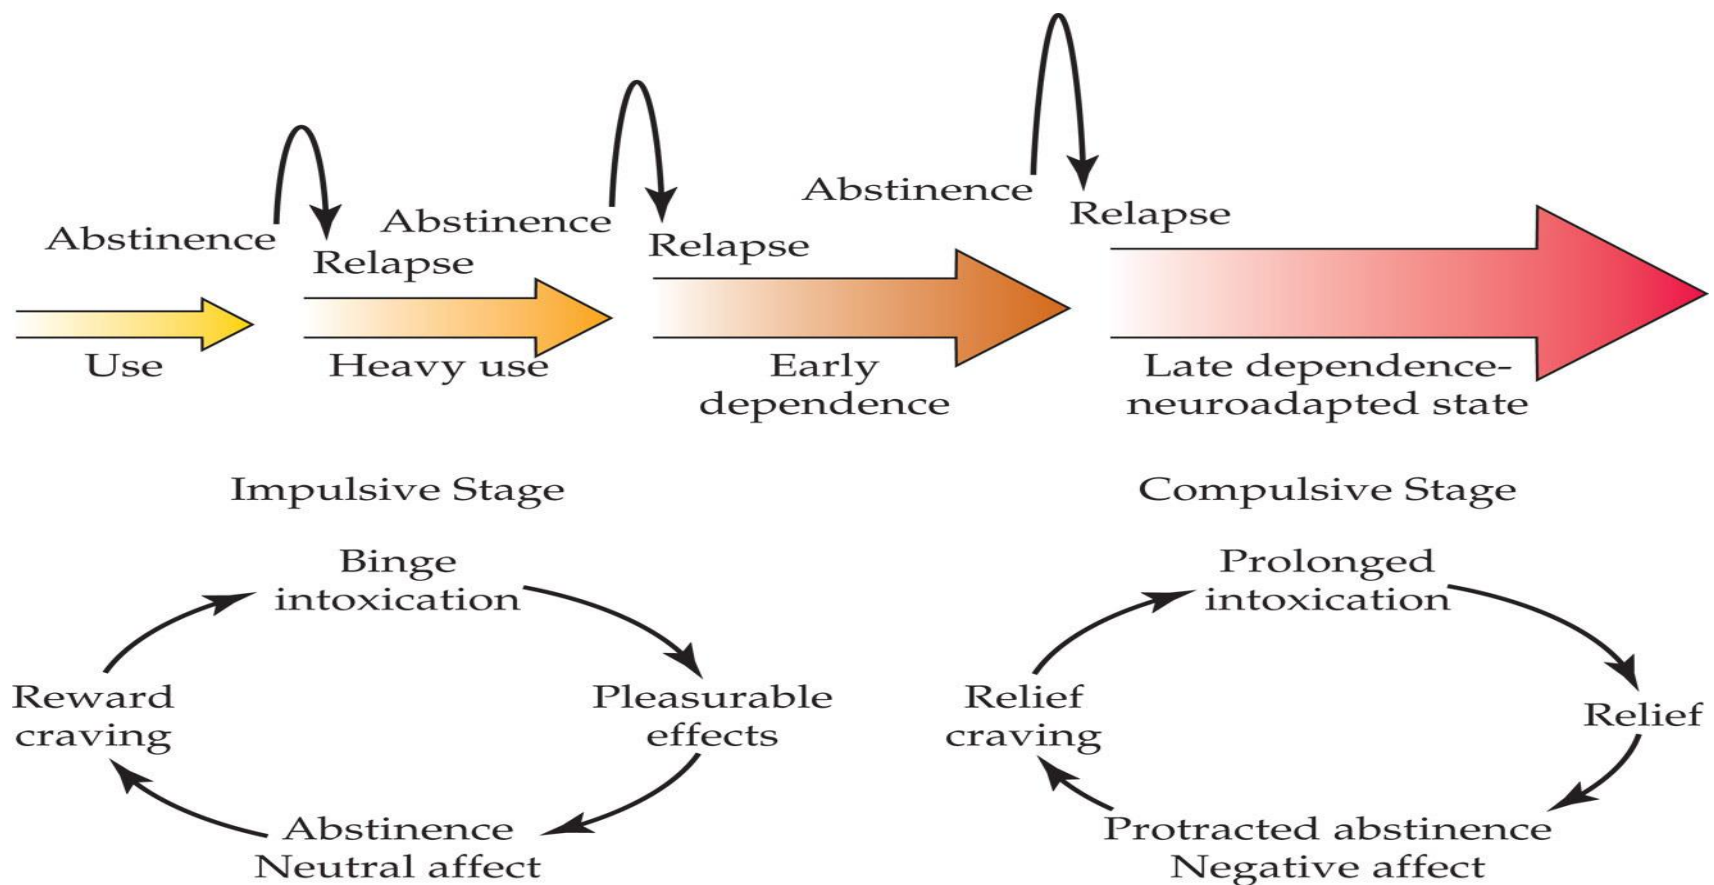 Abstinence
Relapse
Abstinence
Relapse
Abstinence
Relapse
Use
Heavy use
Early
dependence
Late dependence-
neuroadapted state
Impulsive Stage
Binge
intoxication
Pleasurable
effects
Abstinence
Neutral affect
Reward
craving
Compulsive Stage
Prolonged
intoxication
Relief
Protracted abstinence
Negative affect
Relief
craving